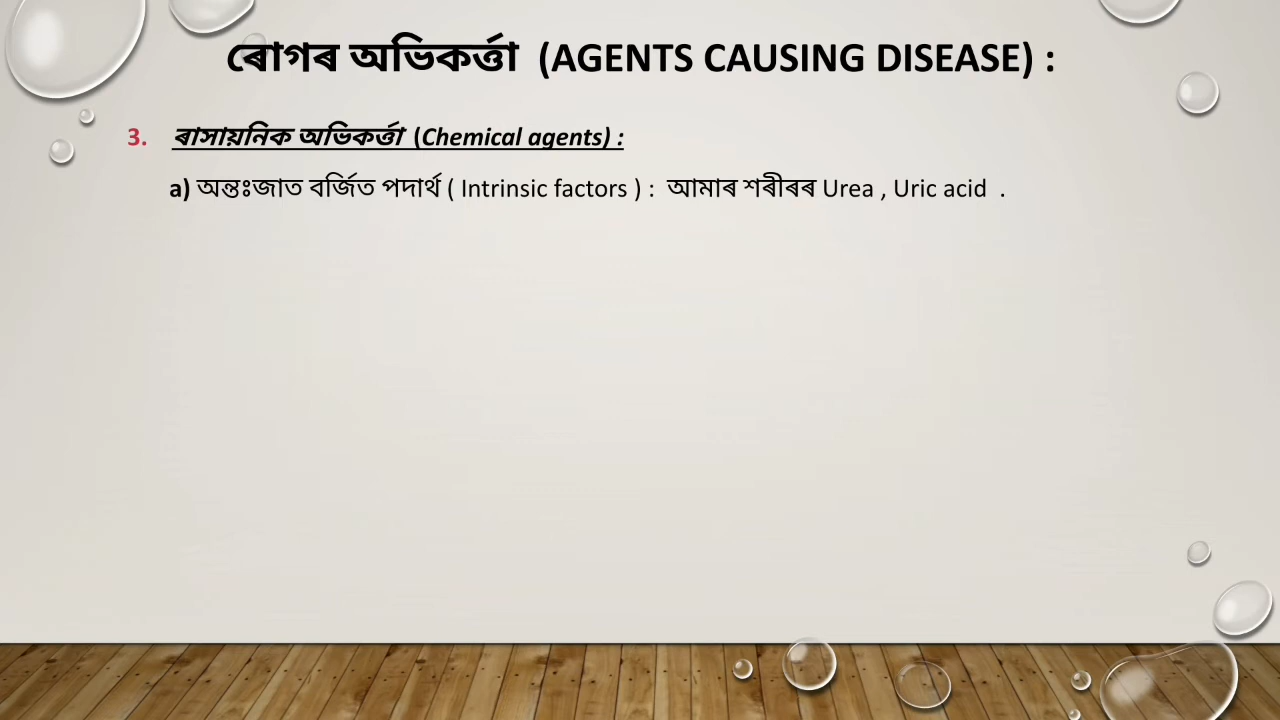 ৰোগৰ অভিকৰ্ত্তা (AGENTS CAUSING DISEASE) :
3. ৰাসায়নিক অভিকৰ্ত্তা (Chemical agents) :
a) অন্তঃজাত বৰ্জিত পদাৰ্থ ( Intrinsic factors ) : আমাৰ শৰীৰৰ Urea , Uric acid .